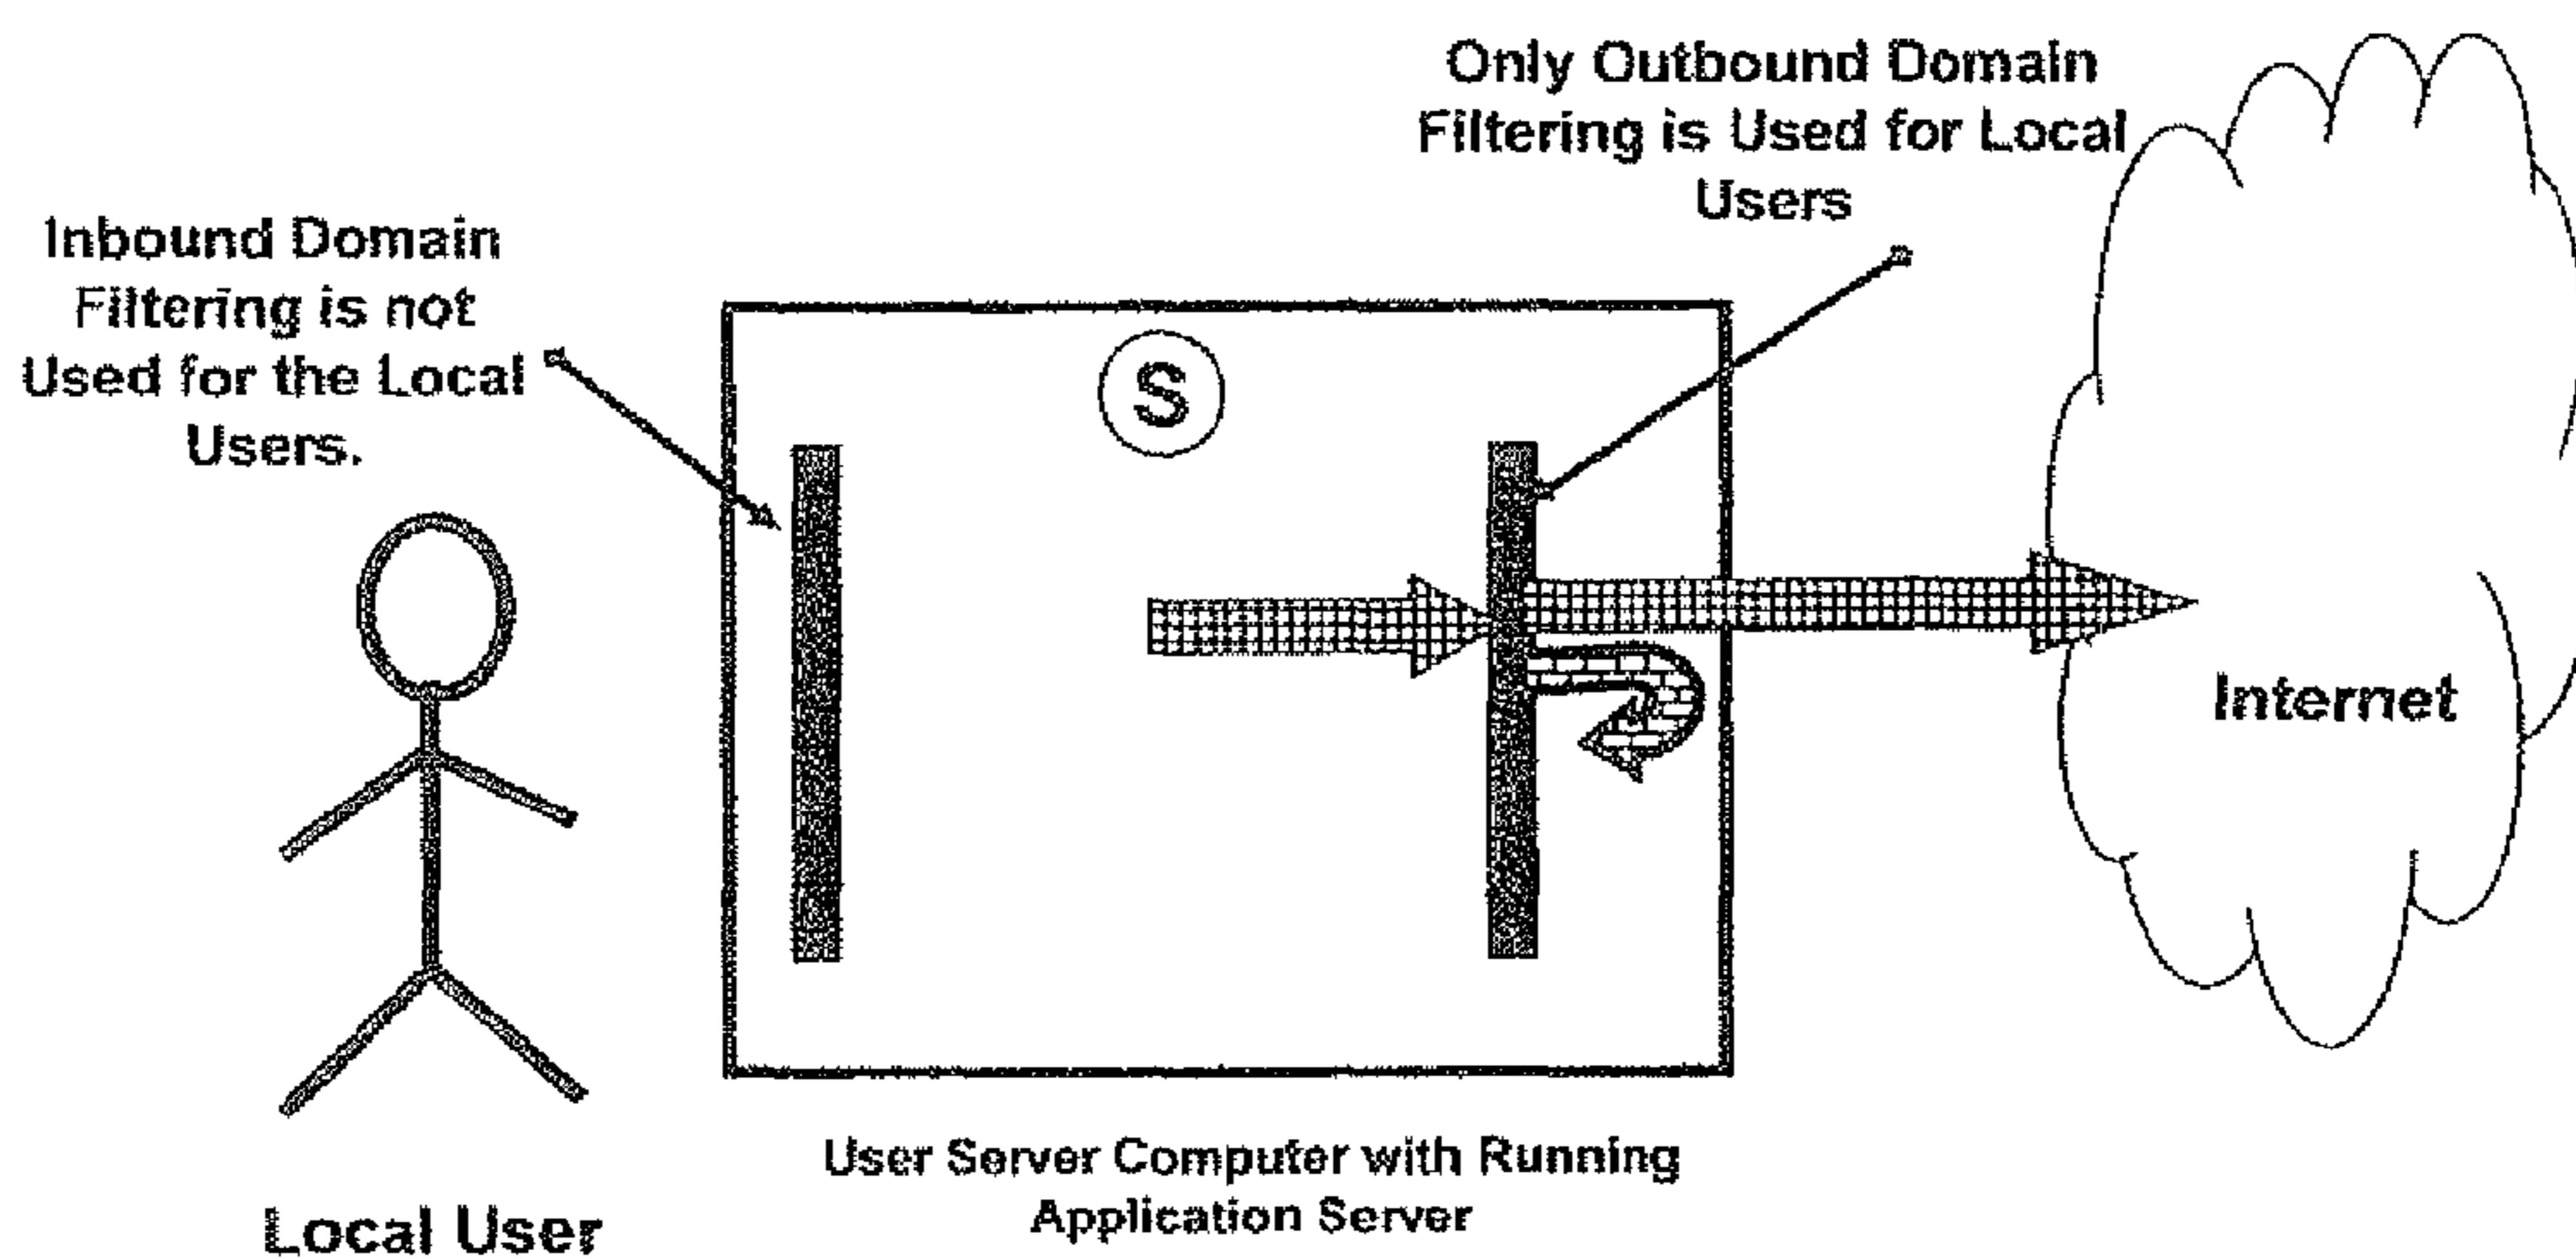 Only Outbound Domain
Filtering is Used for Local
Users
Inbound Domain
Filtering is not
Used for the Local
Users.
S
Internet
User Server Computer with Running
Application Server
Local User